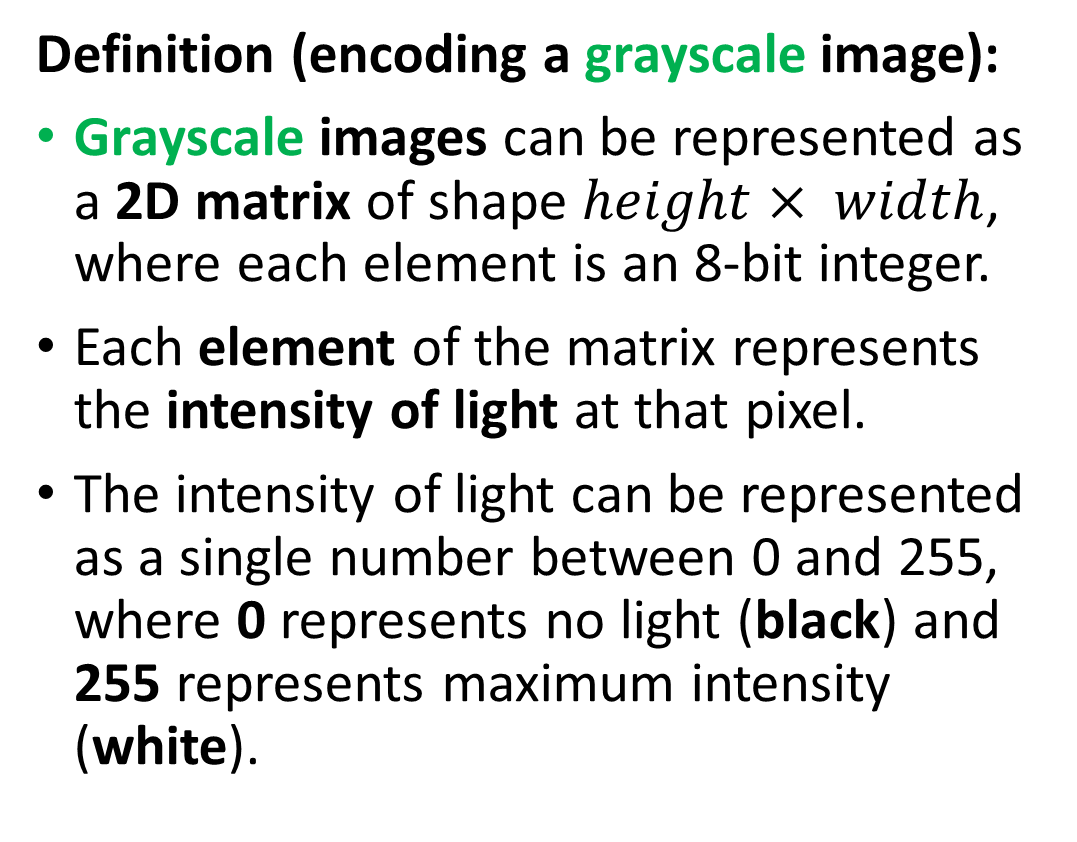 Definition (encoding a grayscale image):
• Grayscale images can be represented as
a 2D matrix of shape height × width,
where each element is an 8-bit integer.
• Each element of the matrix represents
the intensity of light at that pixel.
• The intensity of light can be represented
as a single number between 0 and 255,
where 0 represents no light (black) and
255 represents maximum intensity
(white).